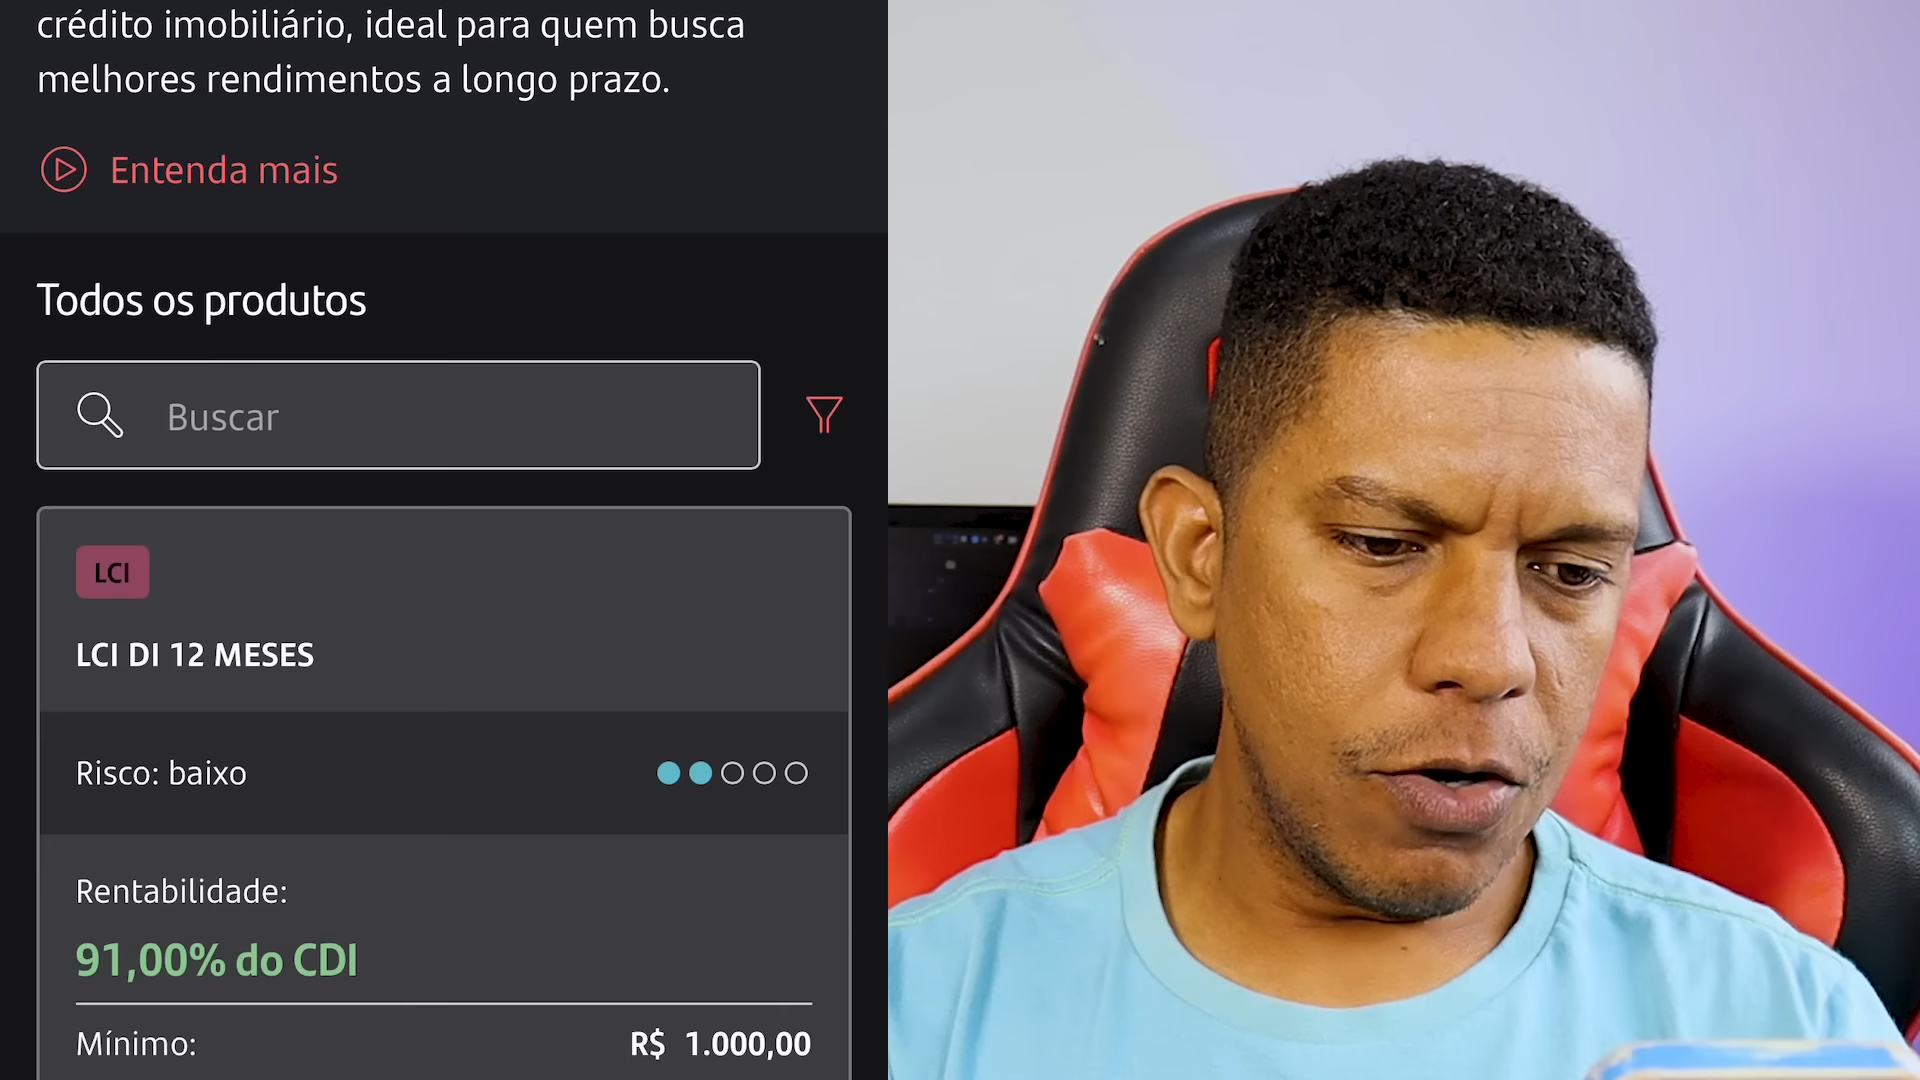 crédito imobiliário, ideal para quem busca
melhores rendimentos a longo prazo.
Entenda mais
Todos os produtos
Buscar
LCI
LCI DI 12 MESES
Risco: baixo
Rentabilidade:
91,00% do CDI
Mínimo: R$ 1.000,00